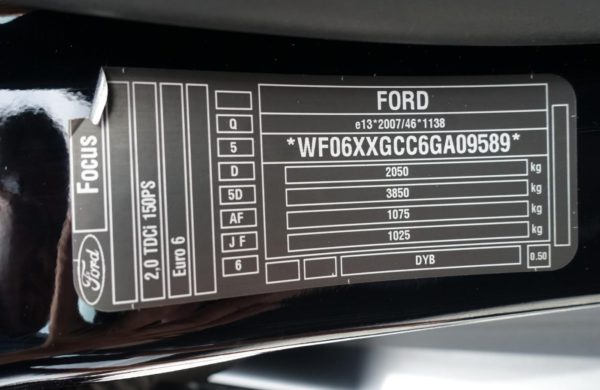 Ford
Focus
2,0 TDCi 150PS
Euro 6
Q
5
D
5D
AF
J F
6
FORD
e13*2007/46*1138
*WF06XXGCC6GA09589*
2050 kg
3850 kg
1075 kg
1025 kg
DYB
0.50